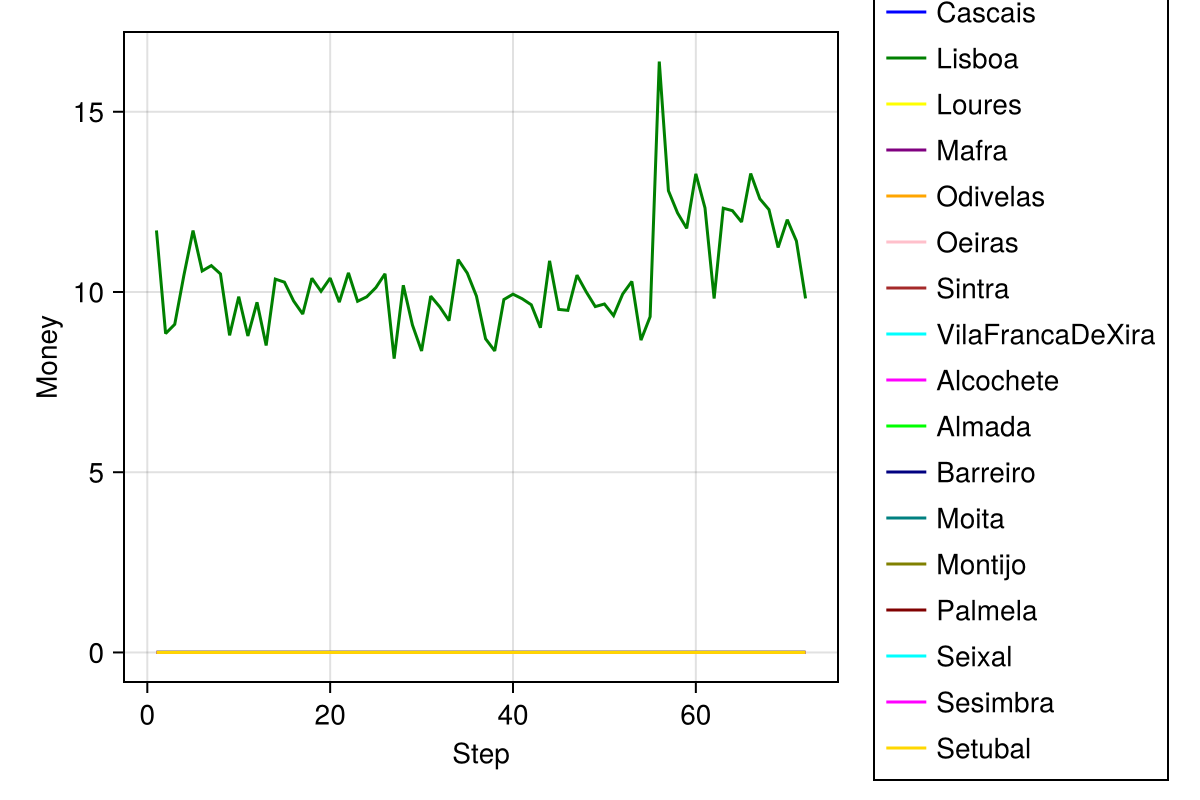 15
10
5
0
Money
0
20
40
60
Step
Cascais
Lisboa
Loures
Mafra
Odivelas
Oeiras
Sintra
VilaFrancaDeXira
Alcochete
Almada
Barreiro
Moita
Montijo
Palmela
Seixal
Sesimbra
Setubal